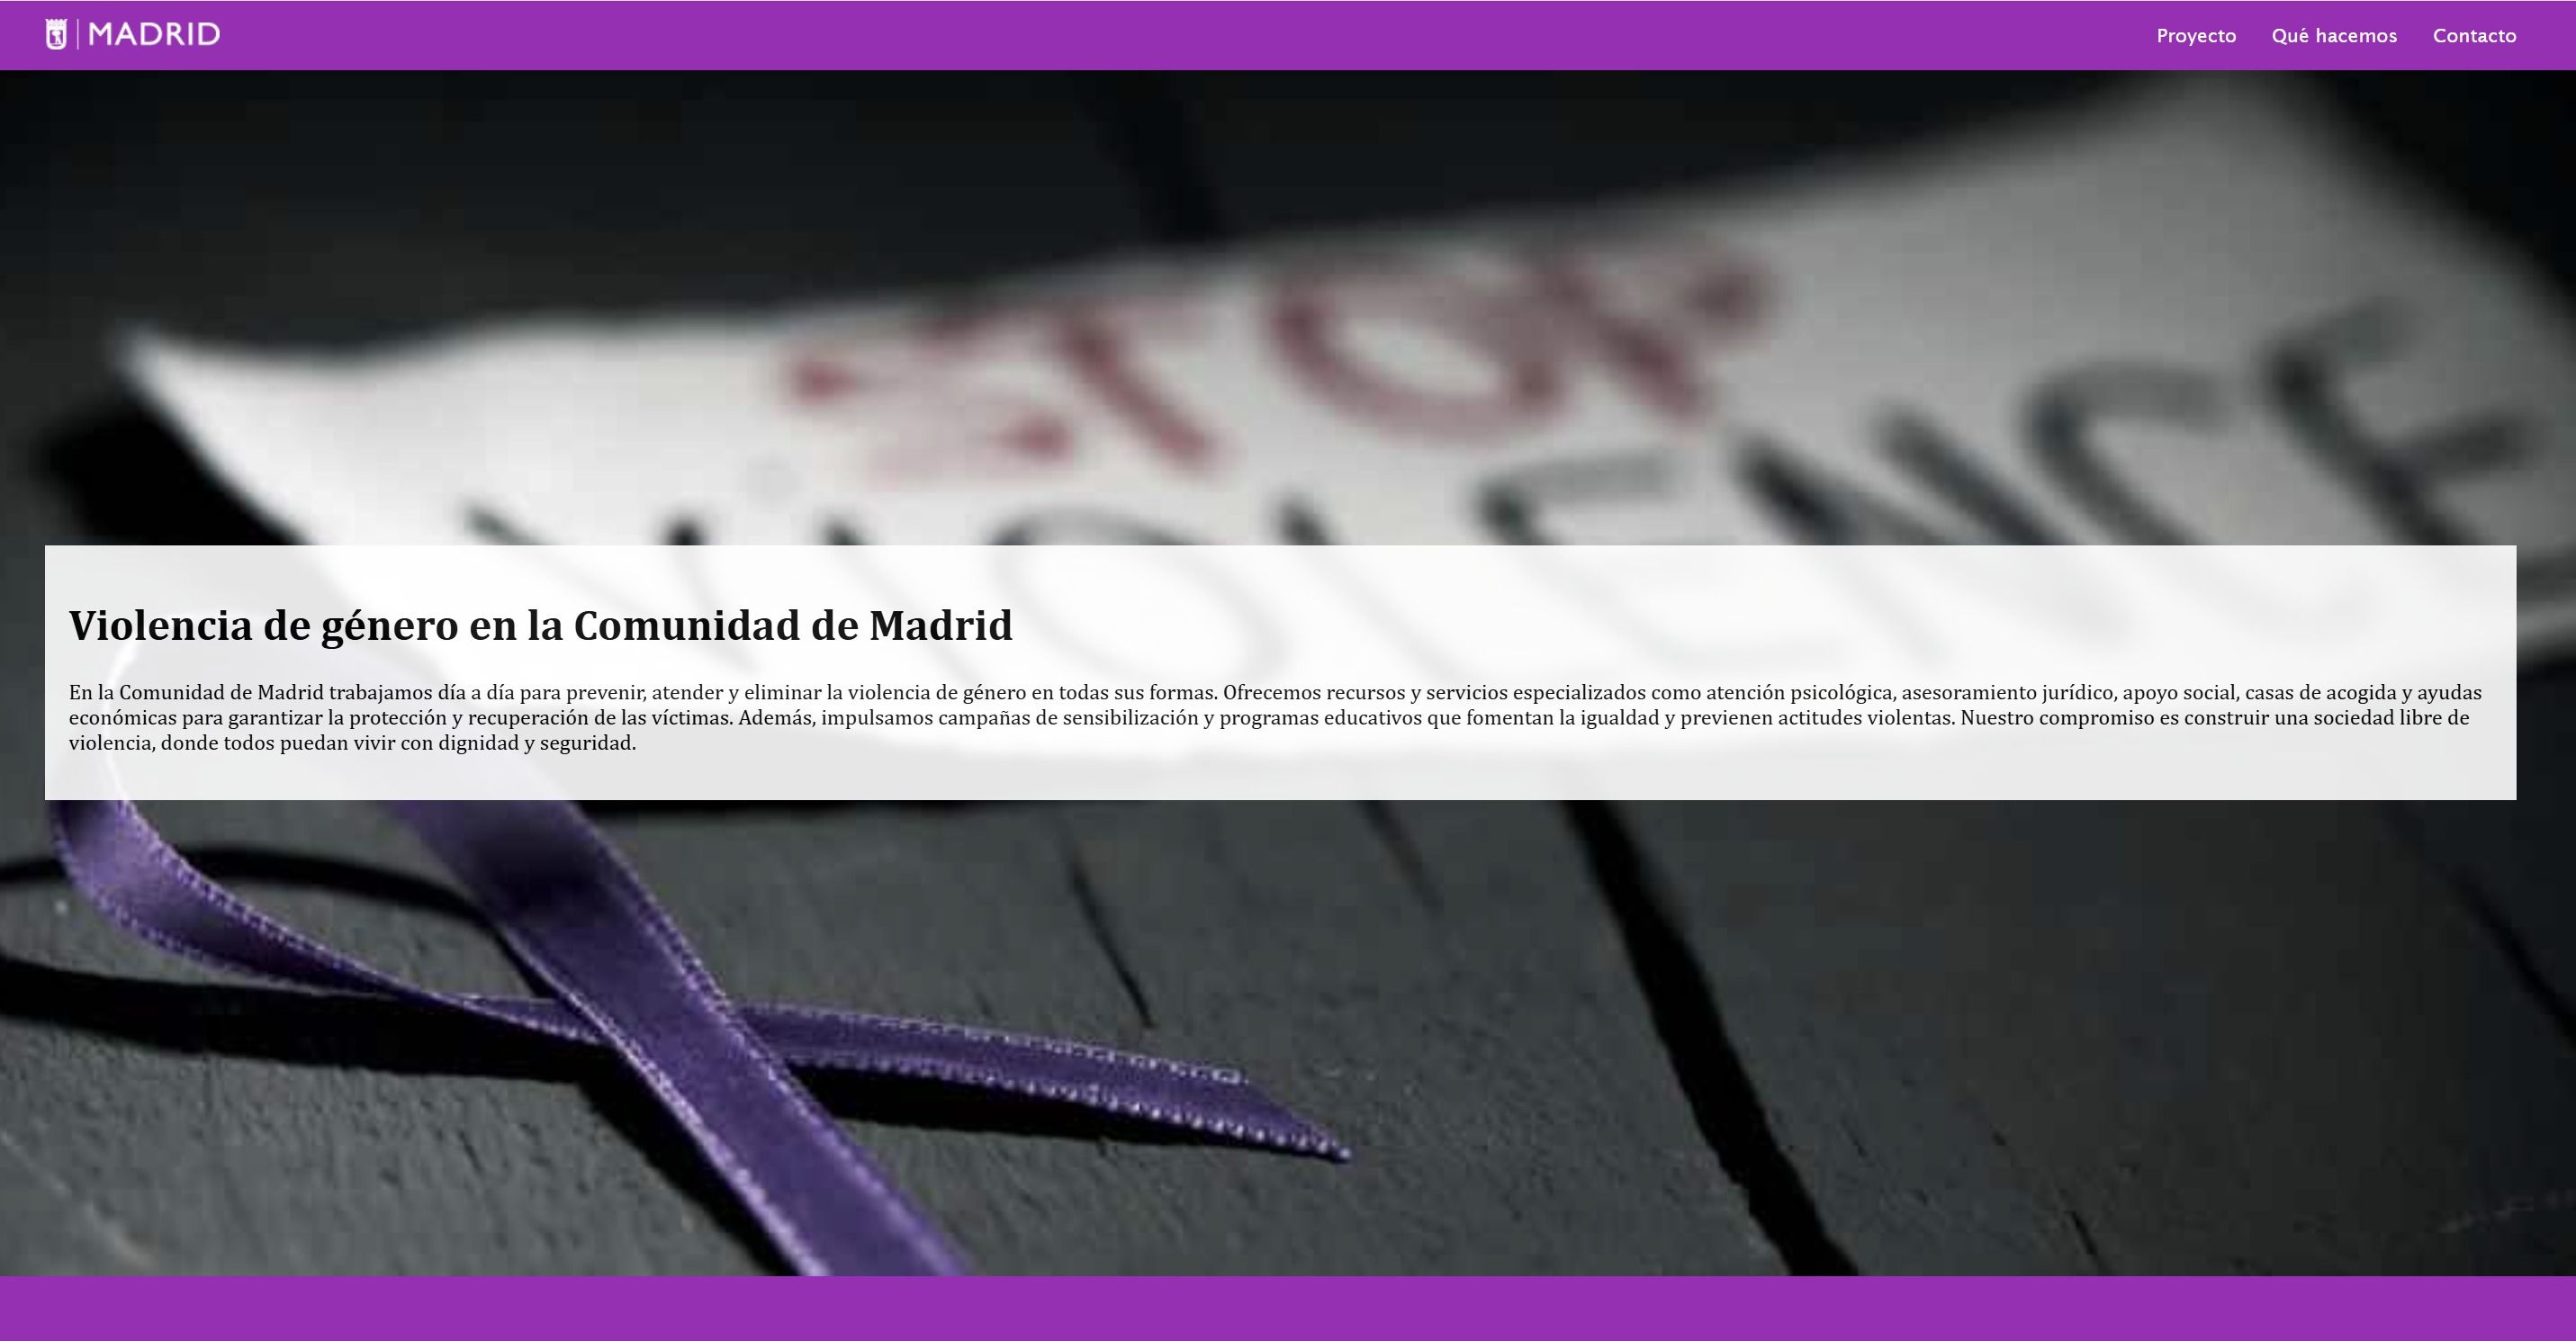 MADRID
Proyecto Qué hacemos Contacto
STOP
VIOLENCE
Violencia de género en la Comunidad de Madrid
En la Comunidad de Madrid trabajamos día a día para prevenir, atender y eliminar la violencia de género en todas sus formas. Ofrecemos recursos y servicios especializados como atención psicológica, asesoramiento jurídico, apoyo social, casas de acogida y ayudas
económicas para garantizar la protección y recuperación de las víctimas. Además, impulsamos campañas de sensibilización y programas educativos que fomentan la igualdad y previenen actitudes violentas. Nuestro compromiso es construir una sociedad libre de
violencia, donde todos puedan vivir con dignidad y seguridad.